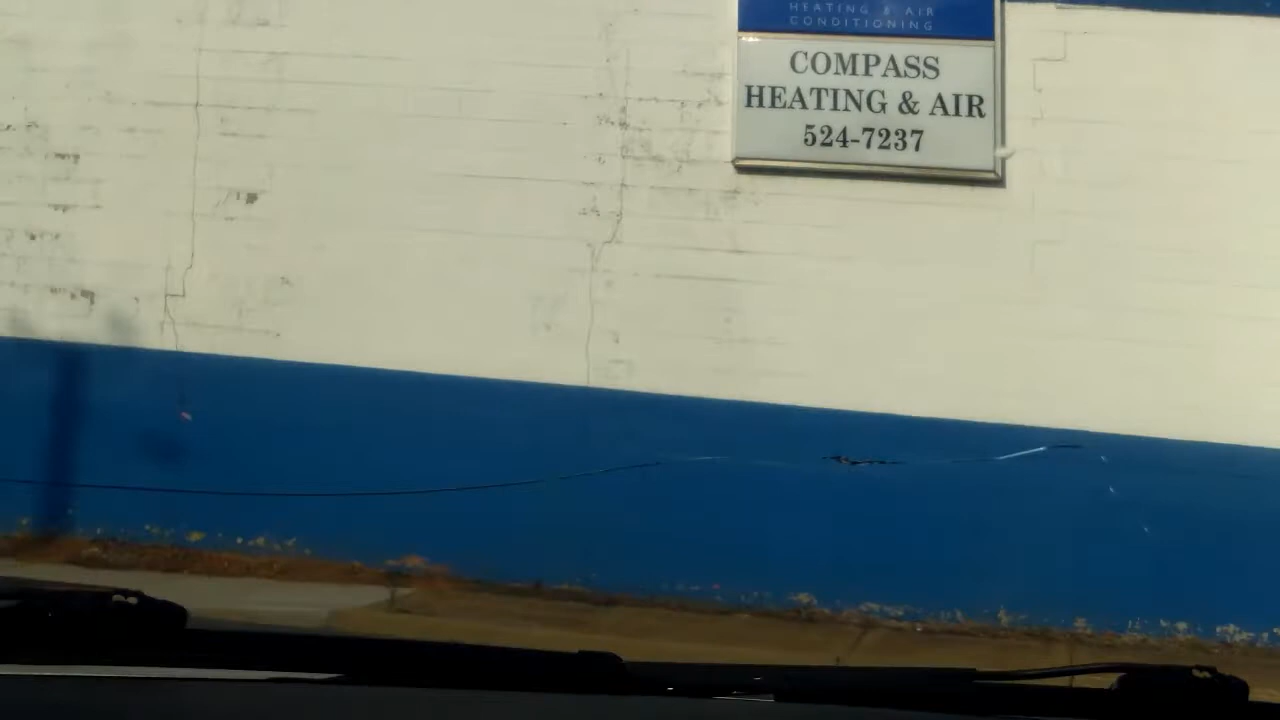 HEATING & AIR
CONDITIONING
COMPASS
HEATING & AIR
524-7237